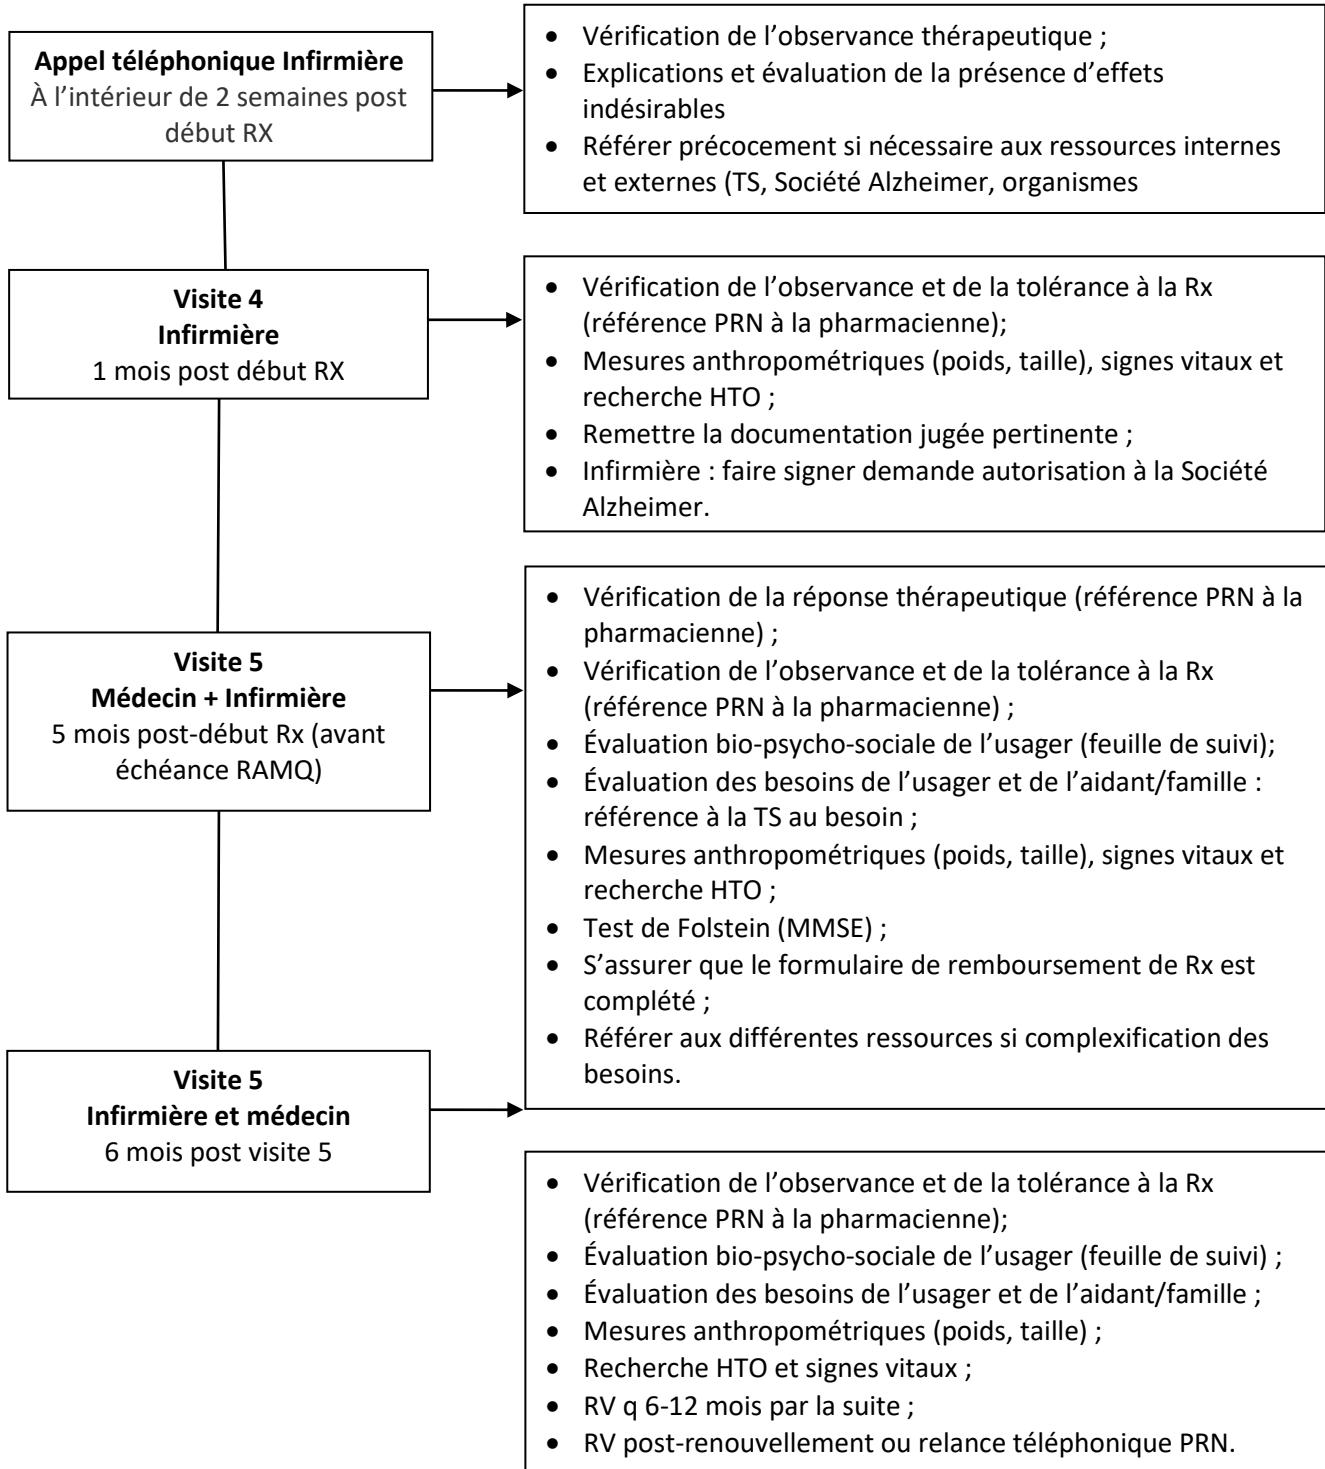 Appel téléphonique Infirmière
À l’intérieur de 2 semaines post
début RX
• Vérification de l’observance thérapeutique ;
• Explications et évaluation de la présence d’effets
indésirables
• Référer précocement si nécessaire aux ressources internes
et externes (TS, Société Alzheimer, organismes
Visite 4
Infirmière
1 mois post début RX
• Vérification de l’observance et de la tolérance à la Rx
(référence PRN à la pharmacienne);
• Mesures anthropométriques (poids, taille), signes vitaux et
recherche HTO ;
• Remettre la documentation jugée pertinente ;
• Infirmière : faire signer demande autorisation à la Société
Alzheimer.
Visite 5
Médecin + Infirmière
5 mois post-début Rx (avant
échéance RAMQ)
• Vérification de la réponse thérapeutique (référence PRN à la
pharmacienne) ;
• Vérification de l’observance et de la tolérance à la Rx
(référence PRN à la pharmacienne) ;
• Évaluation bio-psycho-sociale de l’usager (feuille de suivi);
• Évaluation des besoins de l’usager et de l’aidant/famille :
référence à la TS au besoin ;
• Mesures anthropométriques (poids, taille), signes vitaux et
recherche HTO ;
• Test de Folstein (MMSE) ;
• S’assurer que le formulaire de remboursement de Rx est
complété ;
• Référer aux différentes ressources si complexification des
besoins.
Visite 5
Infirmière et médecin
6 mois post visite 5
• Vérification de l’observance et de la tolérance à la Rx
(référence PRN à la pharmacienne);
• Évaluation bio-psycho-sociale de l’usager (feuille de suivi) ;
• Évaluation des besoins de l’usager et de l’aidant/famille ;
• Mesures anthropométriques (poids, taille) ;
• Recherche HTO et signes vitaux ;
• RV q 6-12 mois par la suite ;
• RV post-renouvellement ou relance téléphonique PRN.